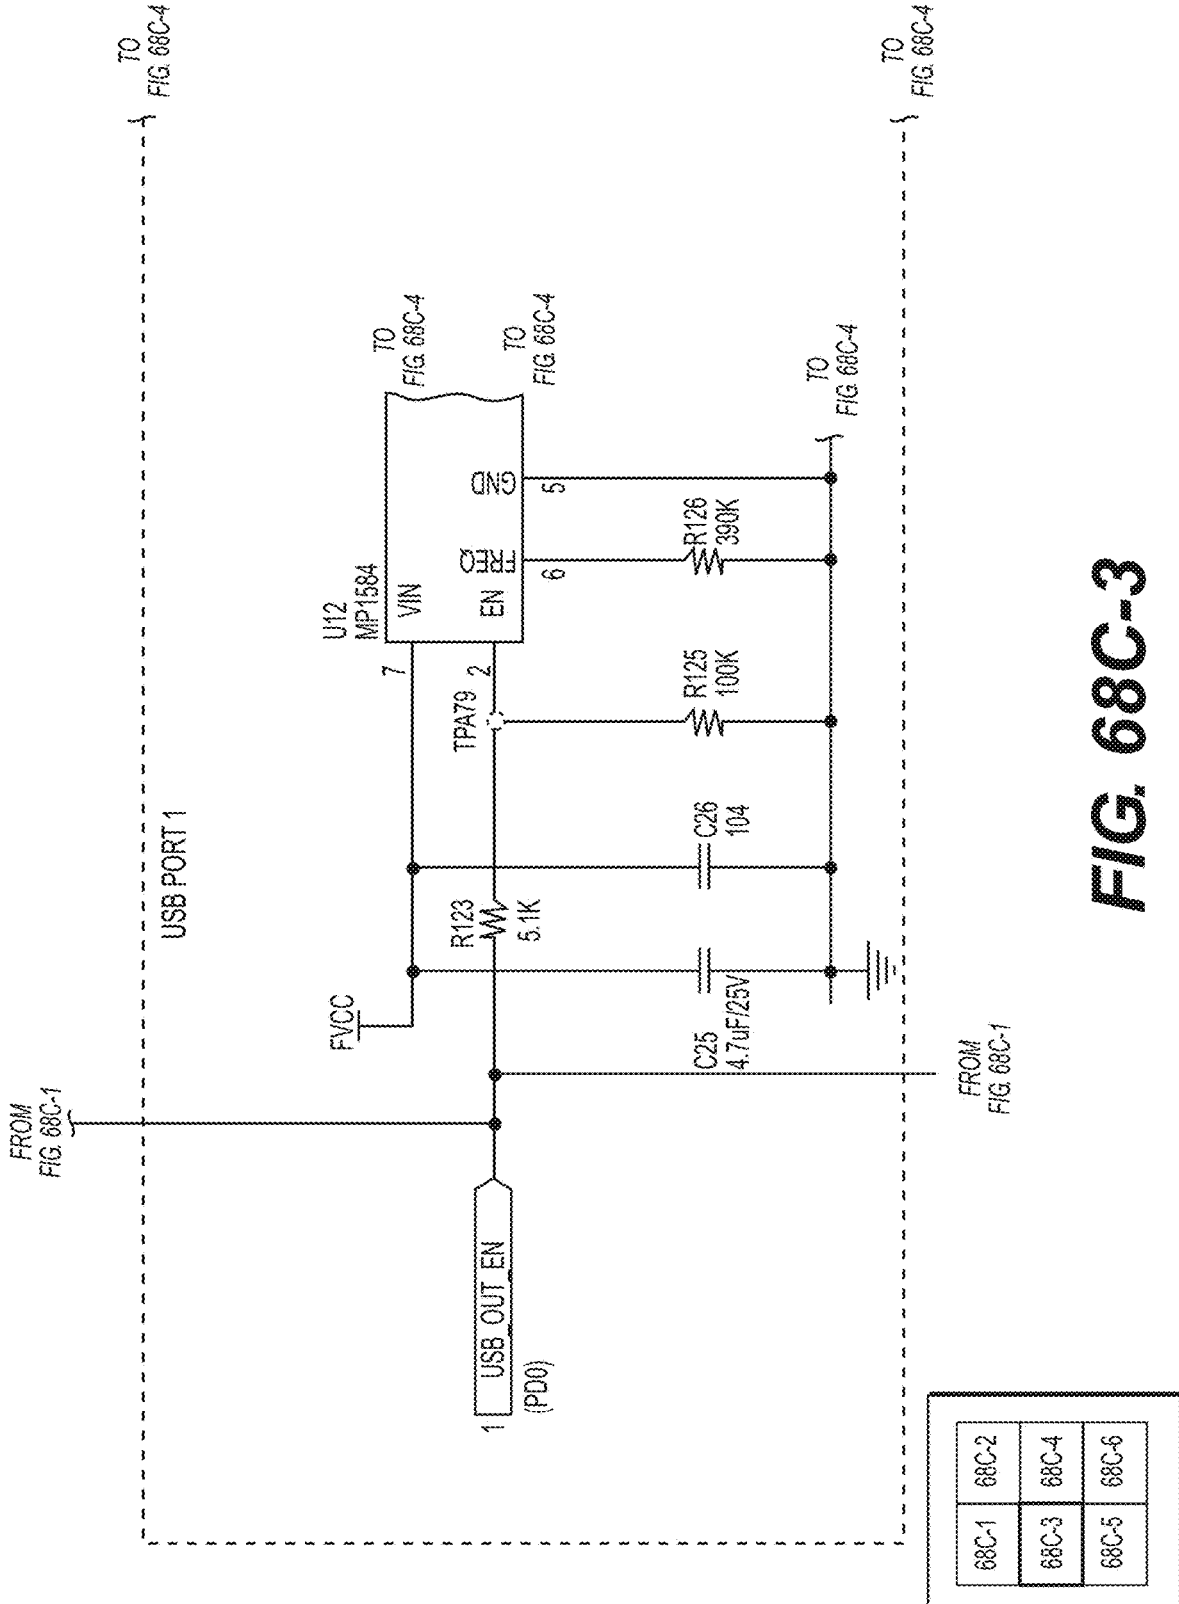 FROM
FIG. 68C-1
TO
FIG. 68C-4
USB PORT 1
FVCC
U12
MP1584
7
VIN
TO
FIG. 68C-4
1
USB_OUT_EN
(PD0)
R123
5.1K
TPA79
2
EN
FREQ
6
GND
5
TO
FIG. 68C-4
C25
4.7uF/25V
C26
104
R125
100K
R126
390K
TO
FIG. 68C-4
FROM
FIG. 68C-1
TO
FIG. 68C-4
68C-1 68C-2
68C-3 68C-4
68C-5 68C-6
FIG. 68C-3